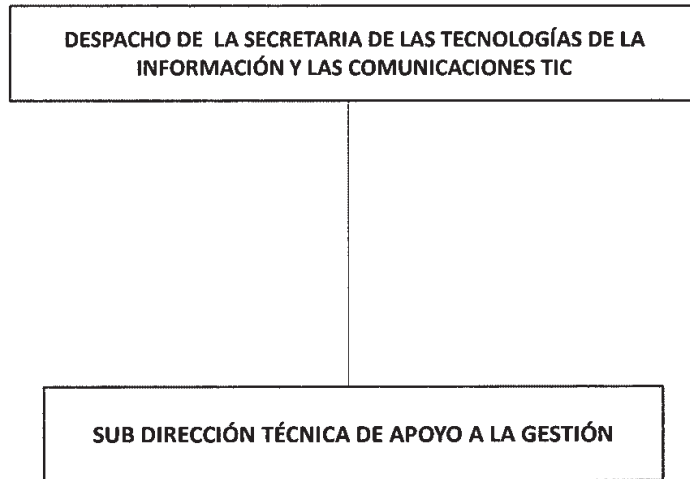 DESPACHO DE LA SECRETARIA DE LAS TECNOLOGÍAS DE LA
INFORMACIÓN Y LAS COMUNICACIONES TIC
SUB DIRECCIÓN TÉCNICA DE APOYO A LA GESTIÓN